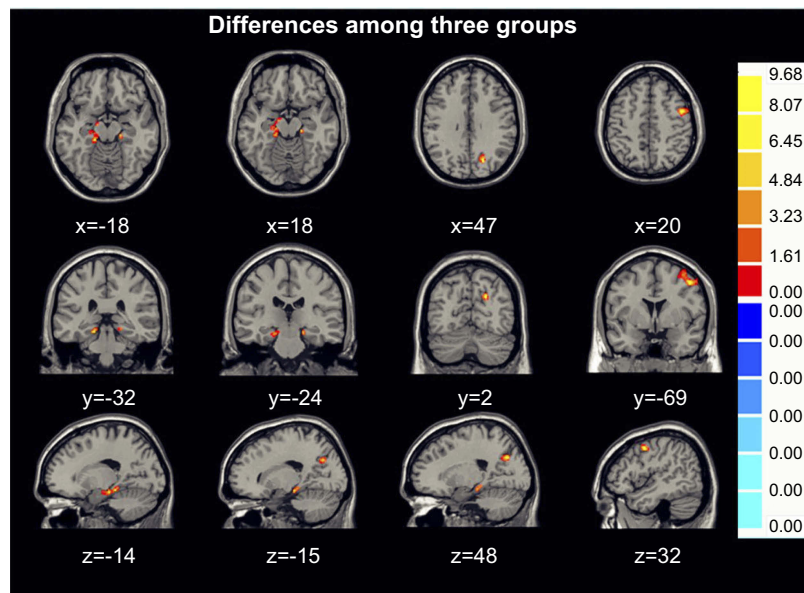 Differences among three groups
x=-18
x=18
x=47
x=20
y=-32
y=-24
y=2
y=-69
z=-14
z=-15
z=48
z=32
9.68
8.07
6.45
4.84
3.23
1.61
0.00
0.00
0.00
0.00
0.00
0.00
0.00
0.00